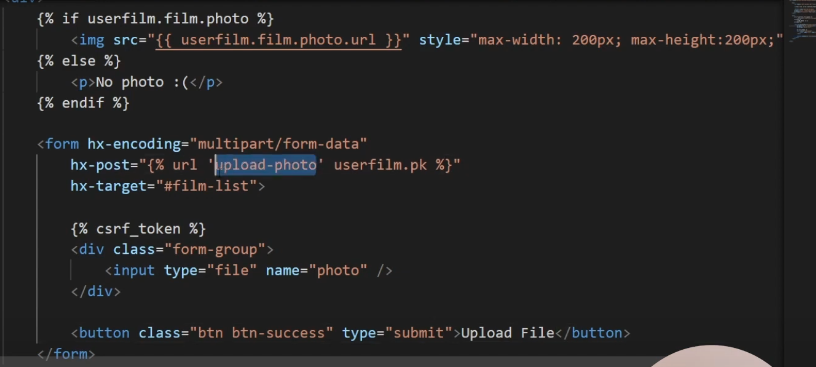 <div>
{% if userfilm.film.photo %}
<img src="{{ userfilm.film.photo.url }}" style="max-width: 200px; max-height:200px;"
{% else %}
<p>No photo :(</p>
{% endif %}
<form hx-encoding="multipart/form-data"
hx-post="{% url 'upload-photo' userfilm.pk %}"
hx-target="#film-list">
{% csrf_token %}
<div class="form-group">
<input type="file" name="photo" />
</div>
<button class="btn btn-success" type="submit">Upload File</button>
</form>